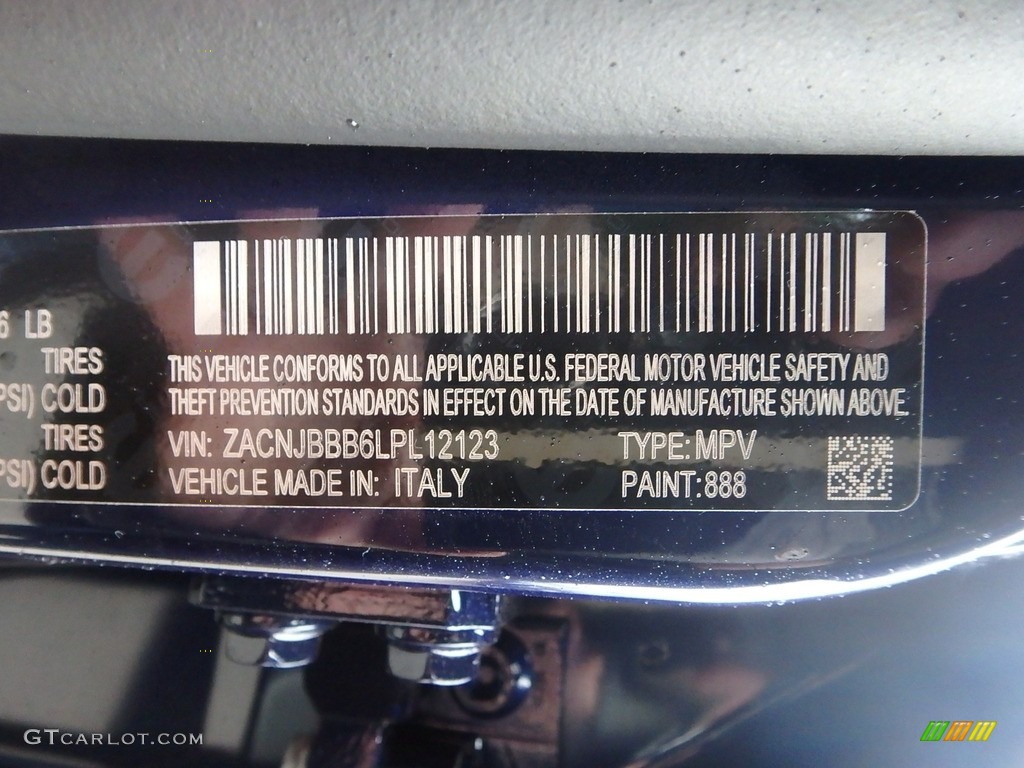 6 LB
TIRES
PSI) COLD
TIRES
PSI) COLD
THIS VEHICLE CONFORMS TO ALL APPLICABLE U.S. FEDERAL MOTOR VEHICLE SAFETY AND
THEFT PREVENTION STANDARDS IN EFFECT ON THE DATE OF MANUFACTURE SHOWN ABOVE.
VIN: ZACNJBBB6LPL12123 TYPE: MPV
VEHICLE MADE IN: ITALY PAINT: 888
GTCARLOT.COM